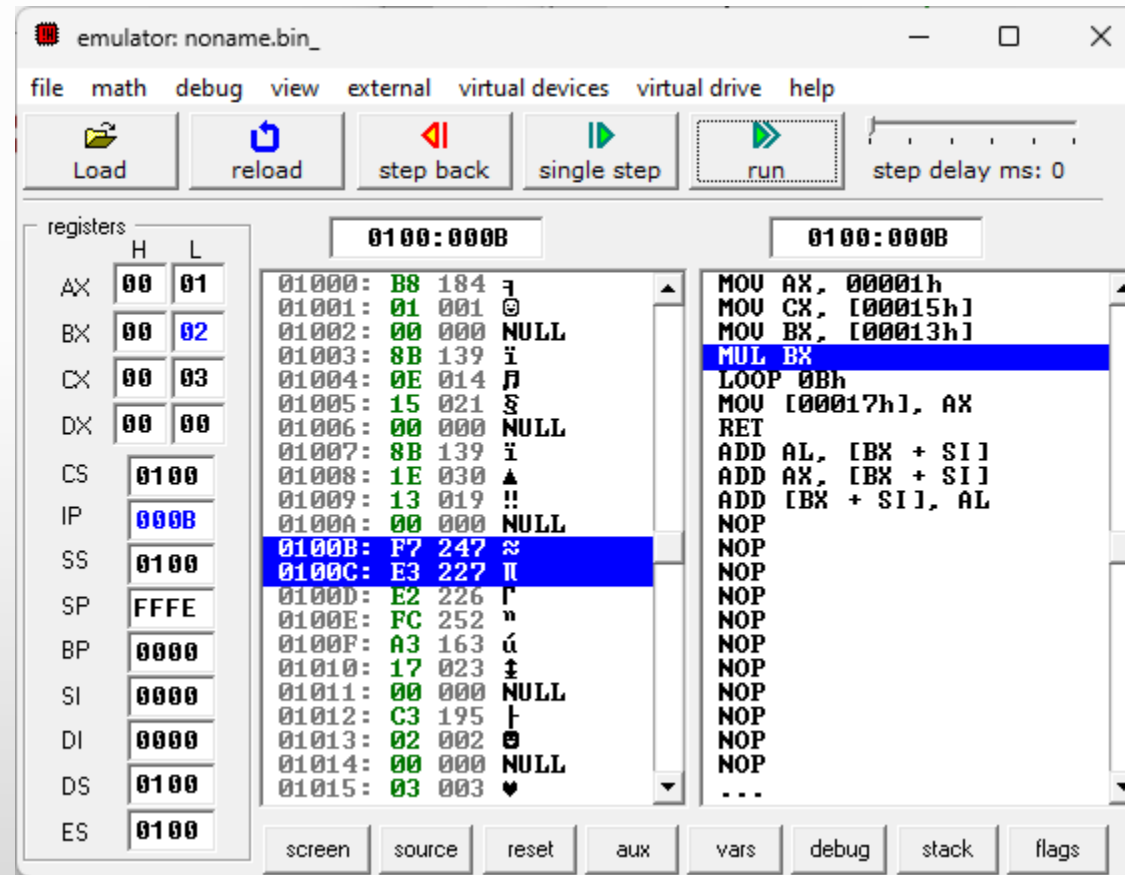 emulator: noname.bin_
file math debug view external virtual devices virtual drive help
Load reload step back single step run step delay ms: 0
registers
H L
AX 00 01
BX 00 02
CX 00 03
DX 00 00
CS 0100
IP 000B
SS 0100
SP FFFE
BP 0000
SI 0000
DI 0000
DS 0100
ES 0100
0100:000B
01000: B8 184 ╕
01001: 01 001 ☺
01002: 00 000 NULL
01003: 8B 139 ï
01004: 0E 014 ♫
01005: 15 021 §
01006: 00 000 NULL
01007: 8B 139 ï
01008: 1E 030 ▲
01009: 13 019 ‼
0100A: 00 000 NULL
0100B: F7 247 ≈
0100C: E3 227 π
0100D: E2 226 Γ
0100E: FC 252 ⁿ
0100F: A3 163 ú
01010: 17 023 ↨
01011: 00 000 NULL
01012: C3 195 ├
01013: 02 002 ☻
01014: 00 000 NULL
01015: 03 003 ♥
0100:000B
MOV AX, 00001h
MOV CX, [00015h]
MOV BX, [00013h]
MUL BX
LOOP 0Bh
MOV [00017h], AX
RET
ADD AL, [BX + SI]
ADD AX, [BX + SI]
ADD [BX + SI], AL
NOP
NOP
NOP
NOP
NOP
NOP
NOP
NOP
NOP
NOP
NOP
...
screen source reset aux vars debug stack flags